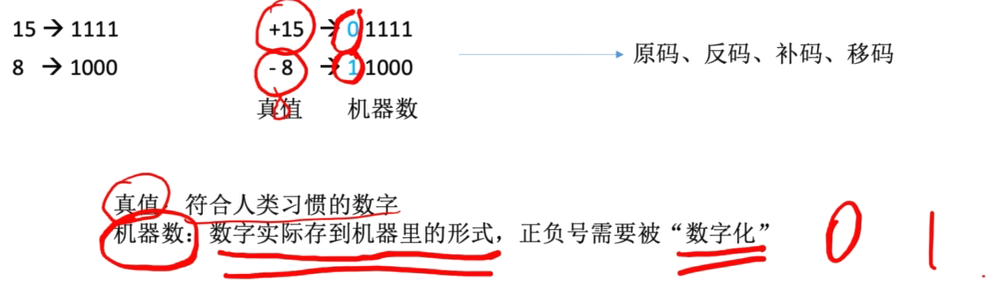 15 → 1111
8 → 1000
+15 → 0 1111
- 8 → 1 1000
真值 机器数
原码、反码、补码、移码
真值：符合人类习惯的数字
机器数：数字实际存到机器里的形式，正负号需要被“数字化”
0 1